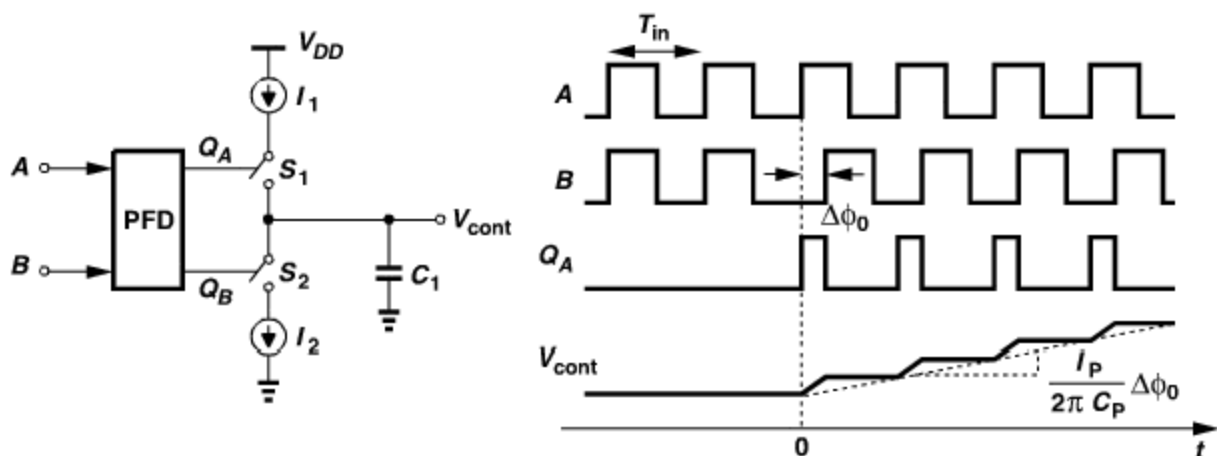 V_DD
I_1
A
Q_A
S_1
PFD
V_cont
B
Q_B
S_2
C_1
I_2
T_in
A
B
Δϕ_0
Q_A
V_cont
I_P / 2π C_P Δϕ_0
0
t